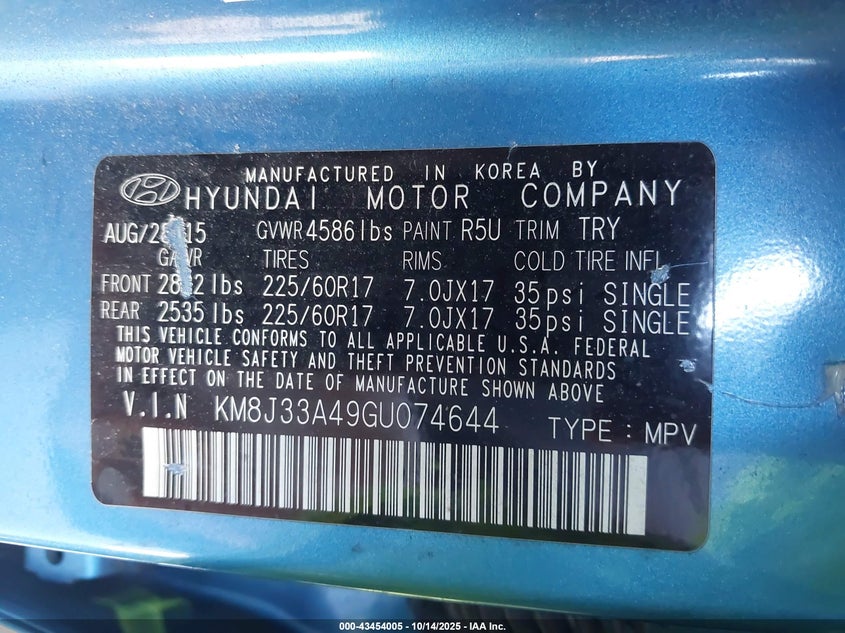 MANUFACTURED IN KOREA BY
HYUNDAI MOTOR COMPANY
GVWR 4586 lbs PAINT R5U TRIM TRY
GAWR TIRES RIMS COLD TIRE INFL
FRONT lbs 225/60R17 7.0JX17 35psi SINGLE
REAR 2535 lbs 225/60R17 7.0JX17 35psi SINGLE
THIS VEHICLE CONFORMS TO ALL APPLICABLE U.S.A. FEDERAL
MOTOR VEHICLE SAFETY AND THEFT PREVENTION STANDARDS
IN EFFECT ON THE DATE OF MANUFACTURE SHOWN ABOVE
V.I.N KM8J33A49GU074644 TYPE : MPV
000-43454005 - 10/14/2025 - IAA Inc.